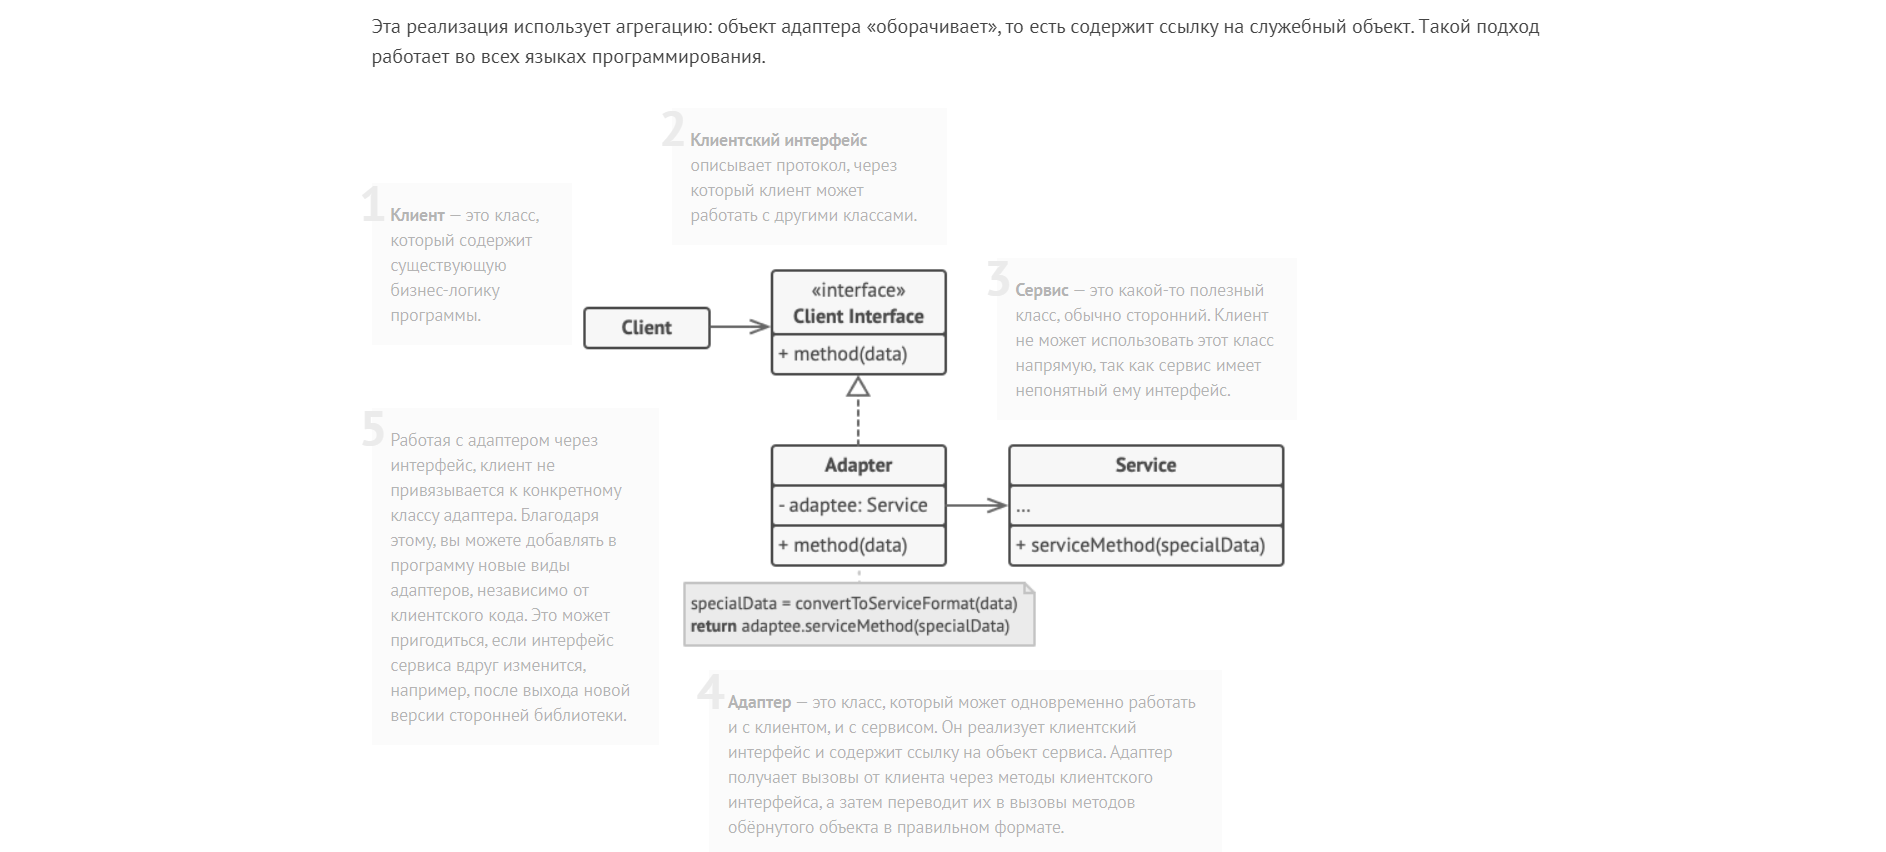 Эта реализация использует агрегацию: объект адаптера «оборачивает», то есть содержит ссылку на служебный объект. Такой подход
работает во всех языках программирования.
2
Клиентский интерфейс
описывает протокол, через
который клиент может
работать с другими классами.
1
Клиент — это класс,
который содержит
существующую
бизнес-логику
программы.
3
Сервис — это какой-то полезный
класс, обычно сторонний. Клиент
не может использовать этот класс
напрямую, так как сервис имеет
непонятный ему интерфейс.
Client
«interface»
Client Interface
+ method(data)
5
Работая с адаптером через
интерфейс, клиент не
привязывается к конкретному
классу адаптера. Благодаря
этому, вы можете добавлять в
программу новые виды
адаптеров, независимо от
клиентского кода. Это может
пригодиться, если интерфейс
сервиса вдруг изменится,
например, после выхода новой
версии сторонней библиотеки.
Adapter
- adaptee: Service
+ method(data)
Service
...
+ serviceMethod(specialData)
specialData = convertToServiceFormat(data)
return adaptee.serviceMethod(specialData)
4
Адаптер — это класс, который может одновременно работать
и с клиентом, и с сервисом. Он реализует клиентский
интерфейс и содержит ссылку на объект сервиса. Адаптер
получает вызовы от клиента через методы клиентского
интерфейса, а затем переводит их в вызовы методов
обёрнутого объекта в правильном формате.